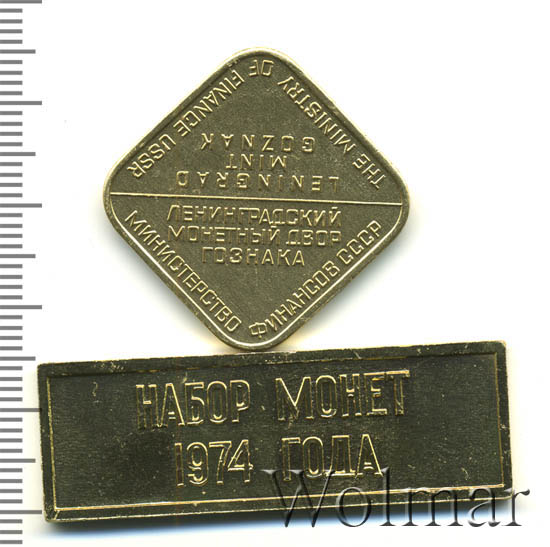 THE MINISTRY OF FINANCE USSR
LENINGRAD
MINT
GOZNAK
ЛЕНИНГРАДСКИЙ
МОНЕТНЫЙ ДВОР
ГОЗНАКА
МИНИСТЕРСТВО ФИНАНСОВ СССР
НАБОР МОНЕТ
1974 ГОДА
Wolmar